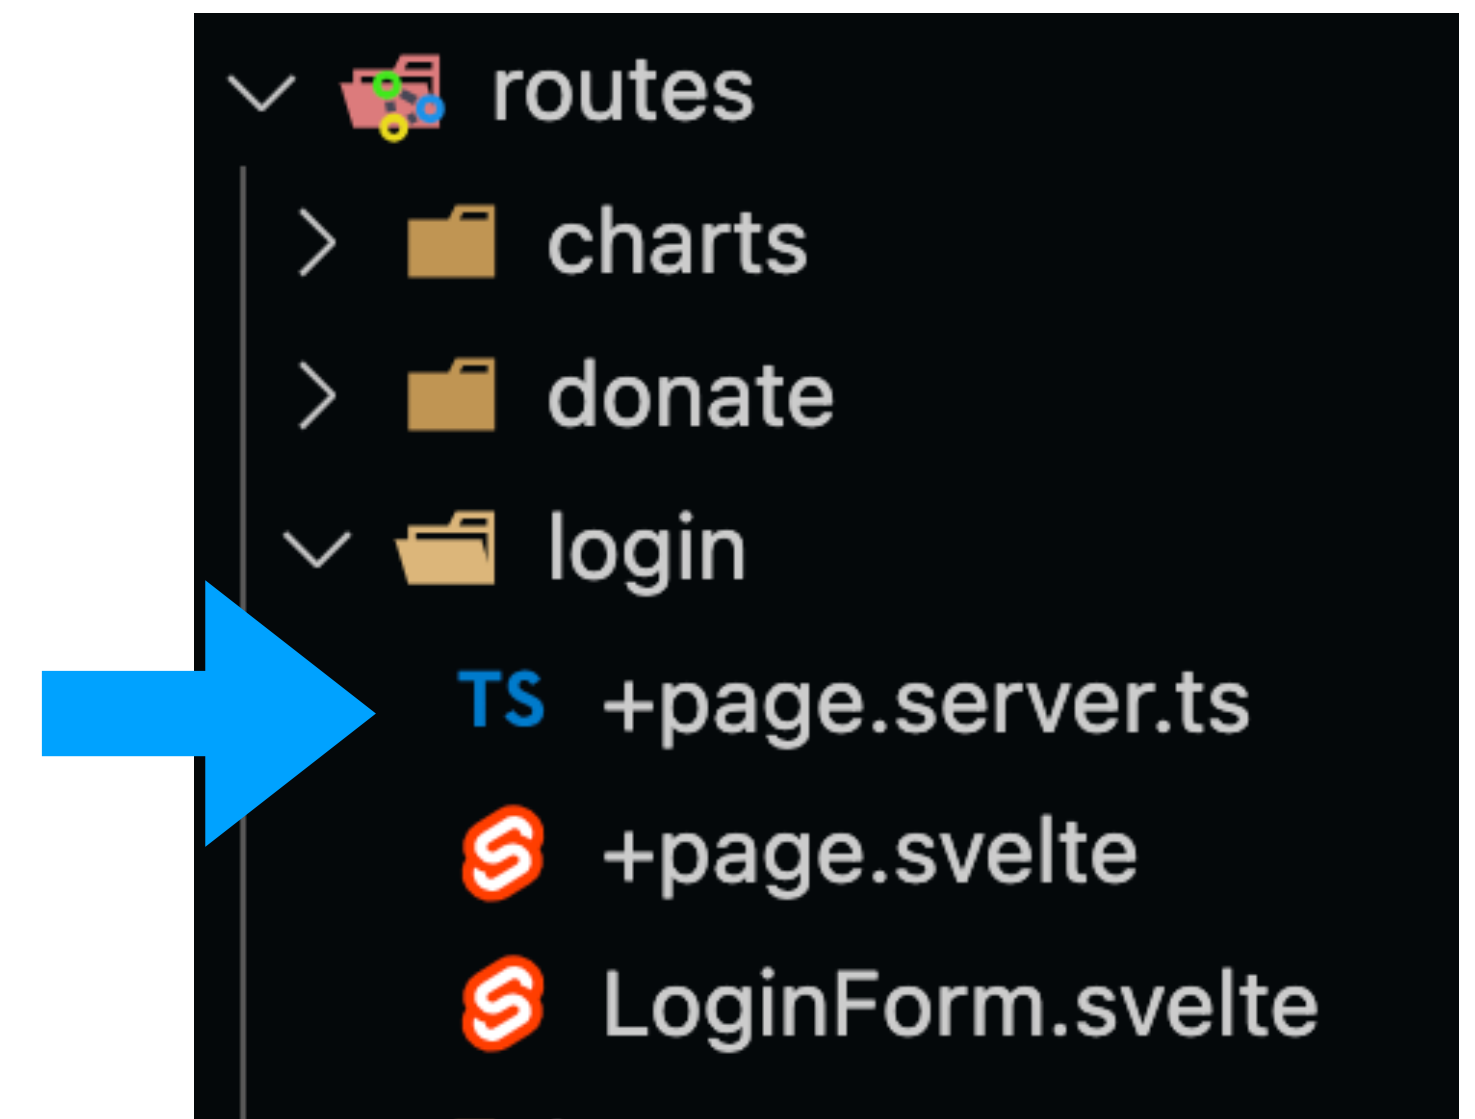 routes
charts
donate
login
TS +page.server.ts
+page.svelte
LoginForm.svelte